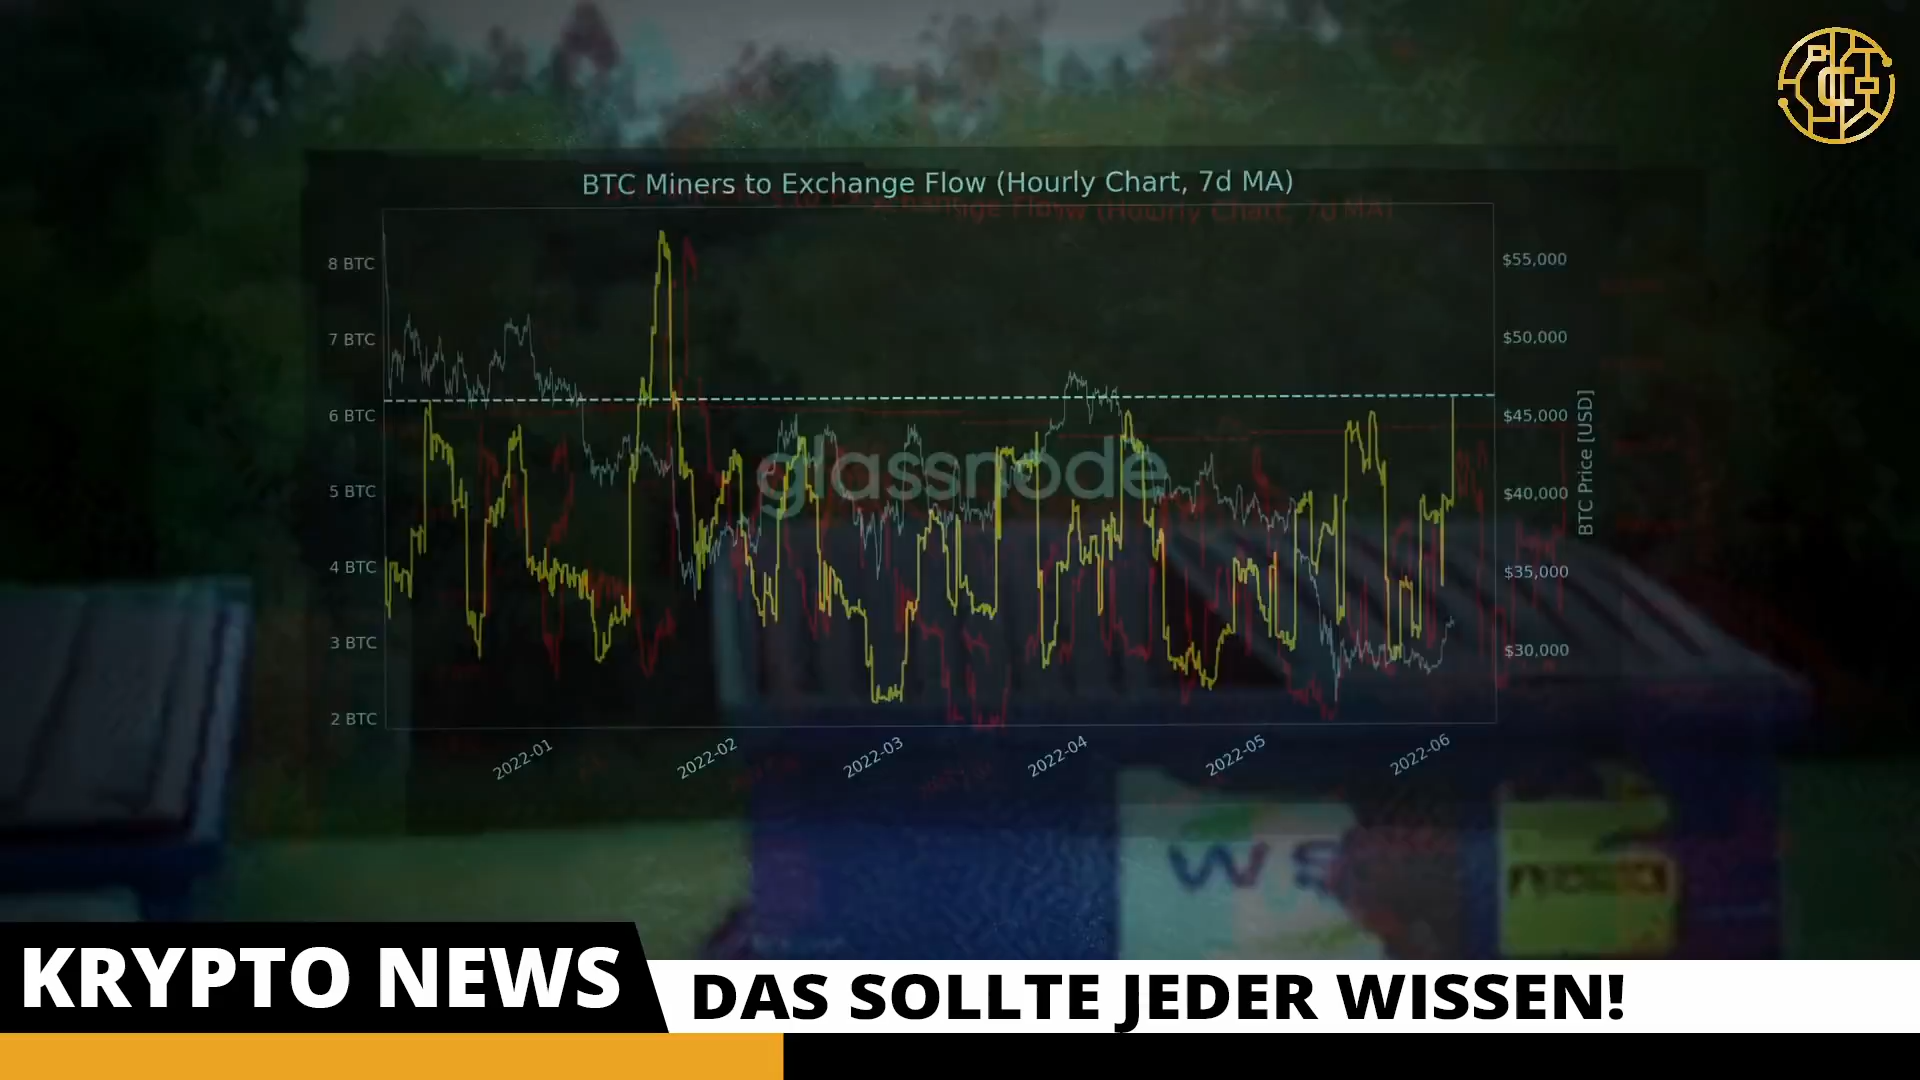 BTC Miners to Exchange Flow (Hourly Chart, 7d MA)
8 BTC
7 BTC
6 BTC
5 BTC
4 BTC
3 BTC
2 BTC
$55,000
$50,000
$45,000
$40,000
$35,000
$30,000
BTC Price [USD]
glassnode
2022-01
2022-02
2022-03
2022-04
2022-05
2022-06
KRYPTO NEWS
DAS SOLLTE JEDER WISSEN!